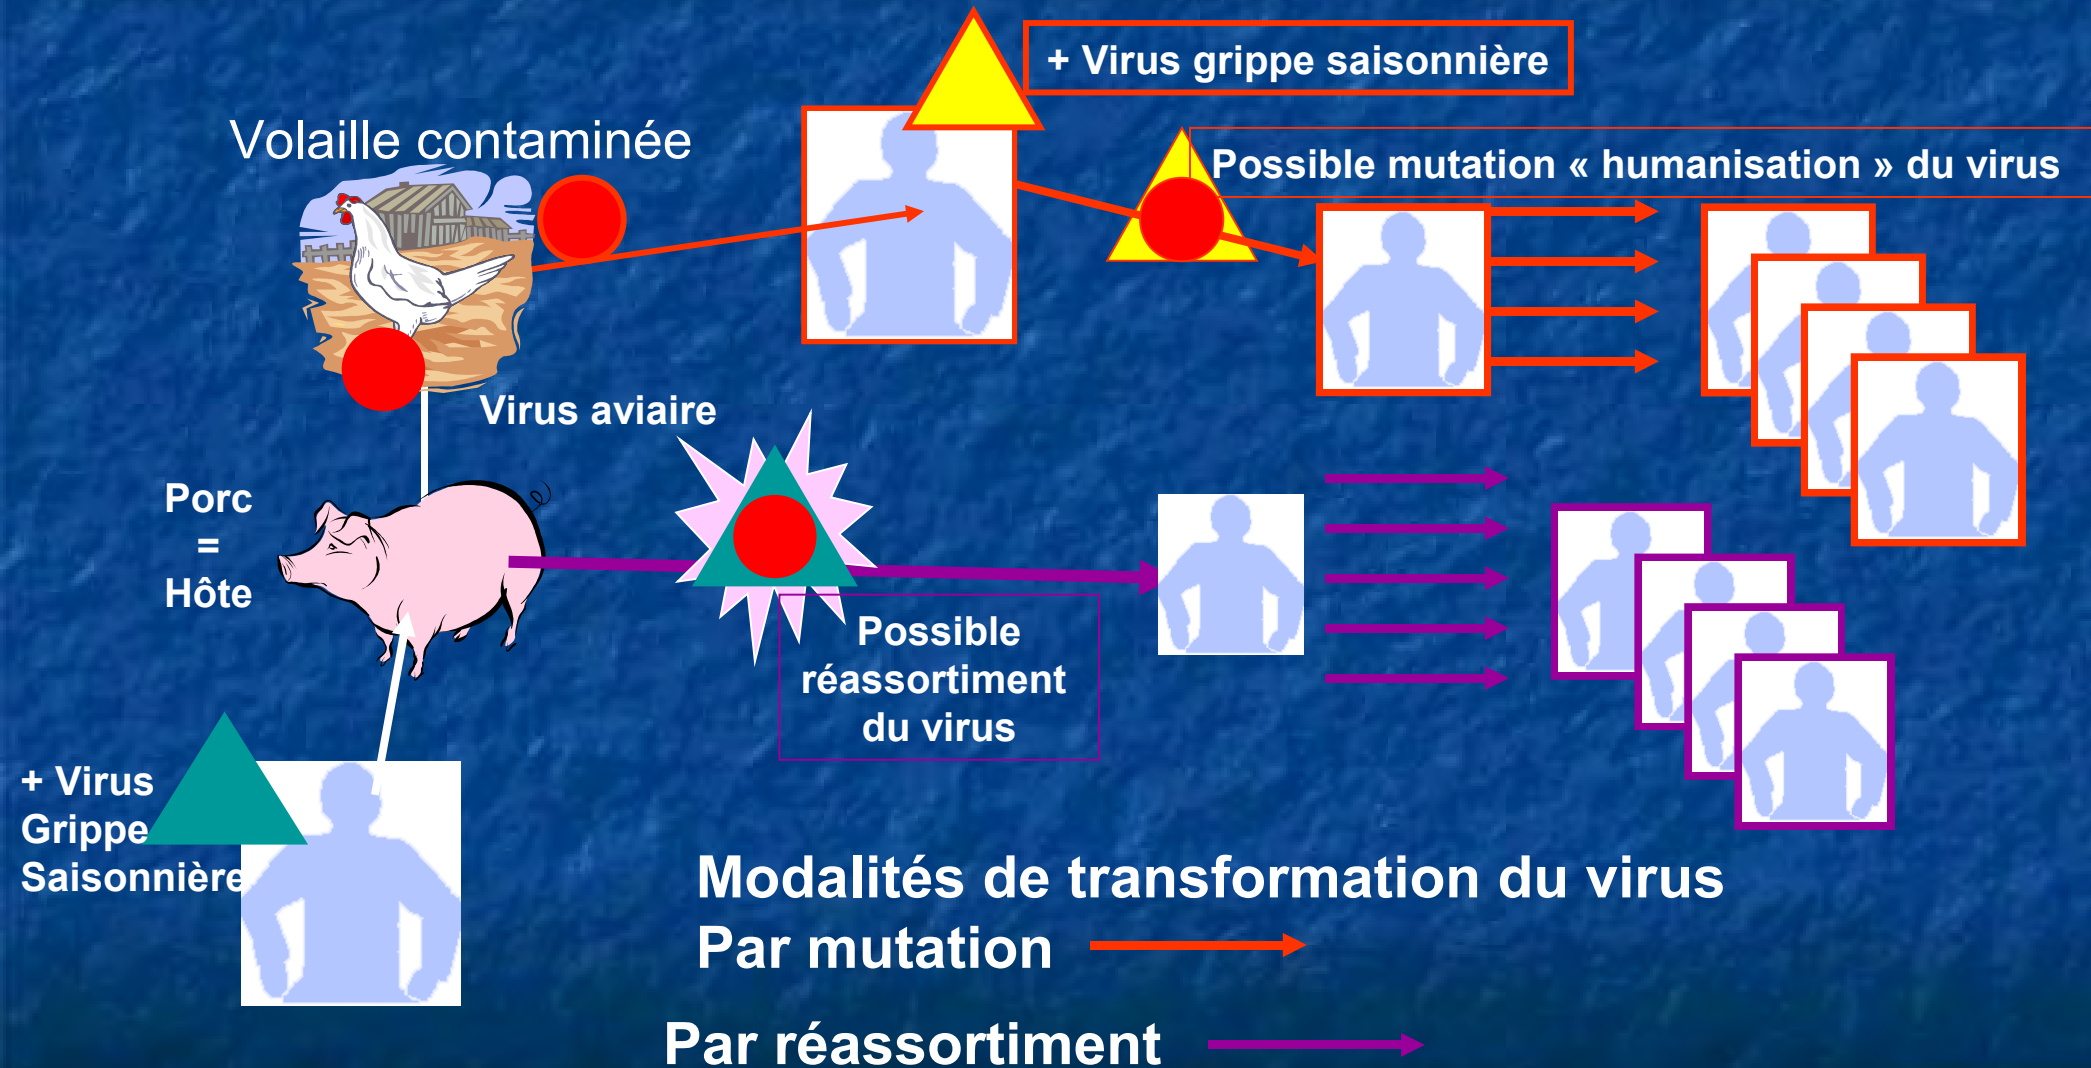 + Virus grippe saisonnière
Volaille contaminée
Possible mutation « humanisation » du virus
Virus aviaire
Porc
=
Hôte
Possible
réassortiment
du virus
+ Virus
Grippe
Saisonnière
Modalités de transformation du virus
Par mutation
Par réassortiment